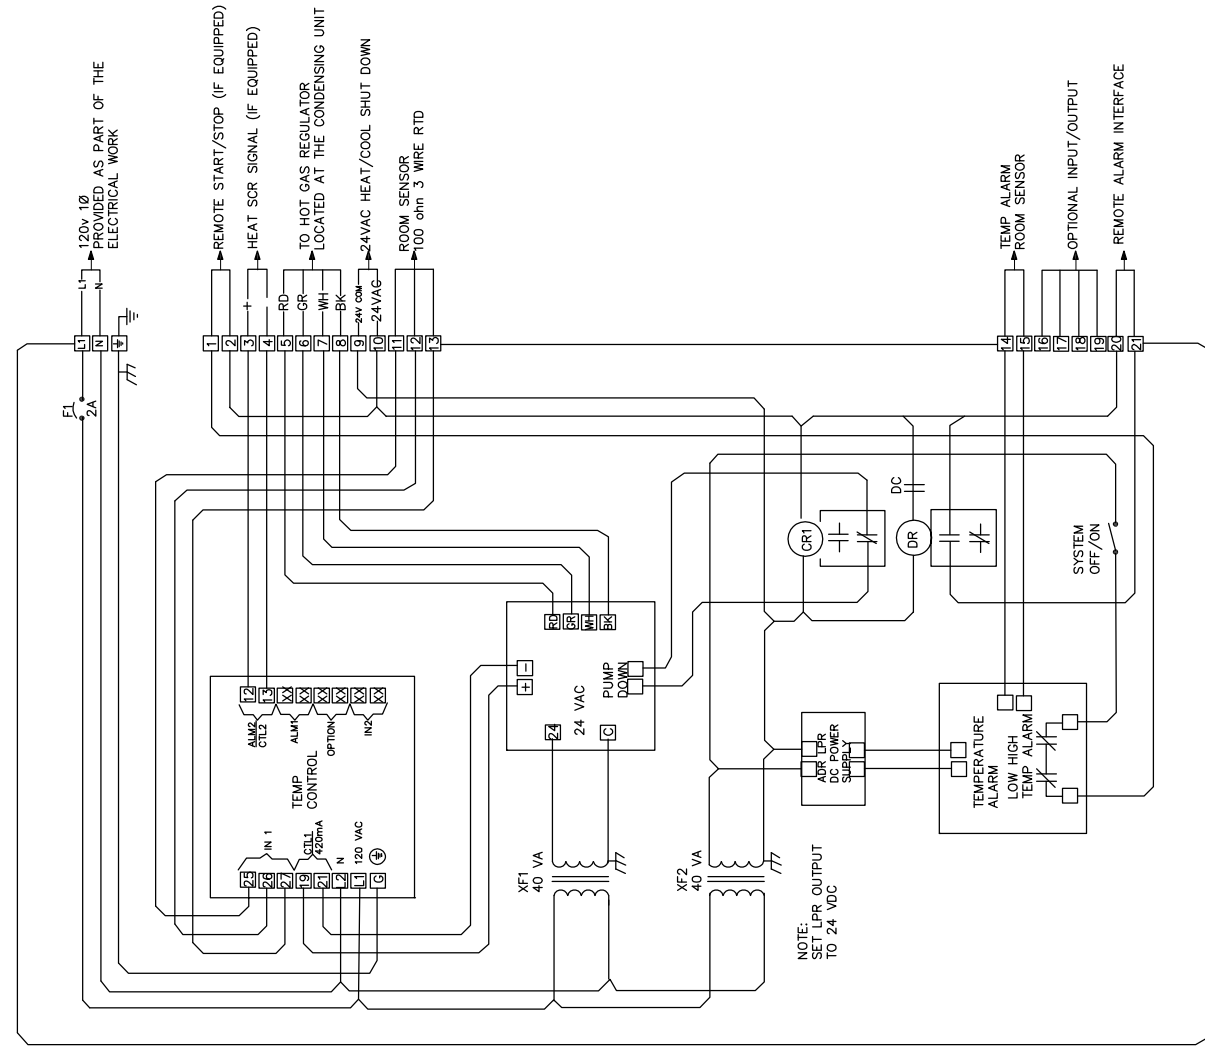 120v 1Ø
PROVIDED AS PART OF THE
ELECTRICAL WORK
REMOTE START/STOP (IF EQUIPPED)
HEAT SCR SIGNAL (IF EQUIPPED)
TO HOT GAS REGULATOR
LOCATED AT THE CONDENSING UNIT
24VAC HEAT/COOL SHUT DOWN
ROOM SENSOR
100 ohn 3 WIRE RTD
TEMP ALARM
ROOM SENSOR
OPTIONAL INPUT/OUTPUT
REMOTE ALARM INTERFACE
L1
N
+
RD
GR
WH
BK
24V COM
24VAC
L1
N
1
2
3
4
5
6
7
8
9
10
11
12
13
14
15
16
17
18
19
20
21
F1
2A
DC
CR1
DR
SYSTEM
OFF/ON
RD
GR
WH
BK
-
+
PUMP
DOWN
24
24 VAC
C
12
13
XX
XX
XX
XX
XX
XX
ALM2
CTL2
ALM1
OPTION
IN2
TEMP
CONTROL
IN 1
CTL1
420mA
N
120 VAC
25
26
27
19
21
L2
L1
G
ADR LPR
DC POWER
SUPPLY
TEMPERATURE
ALARM
LOW HIGH
TEMP ALARM
XF1
40 VA
XF2
40 VA
NOTE:
SET LPR OUTPUT
TO 24 VDC